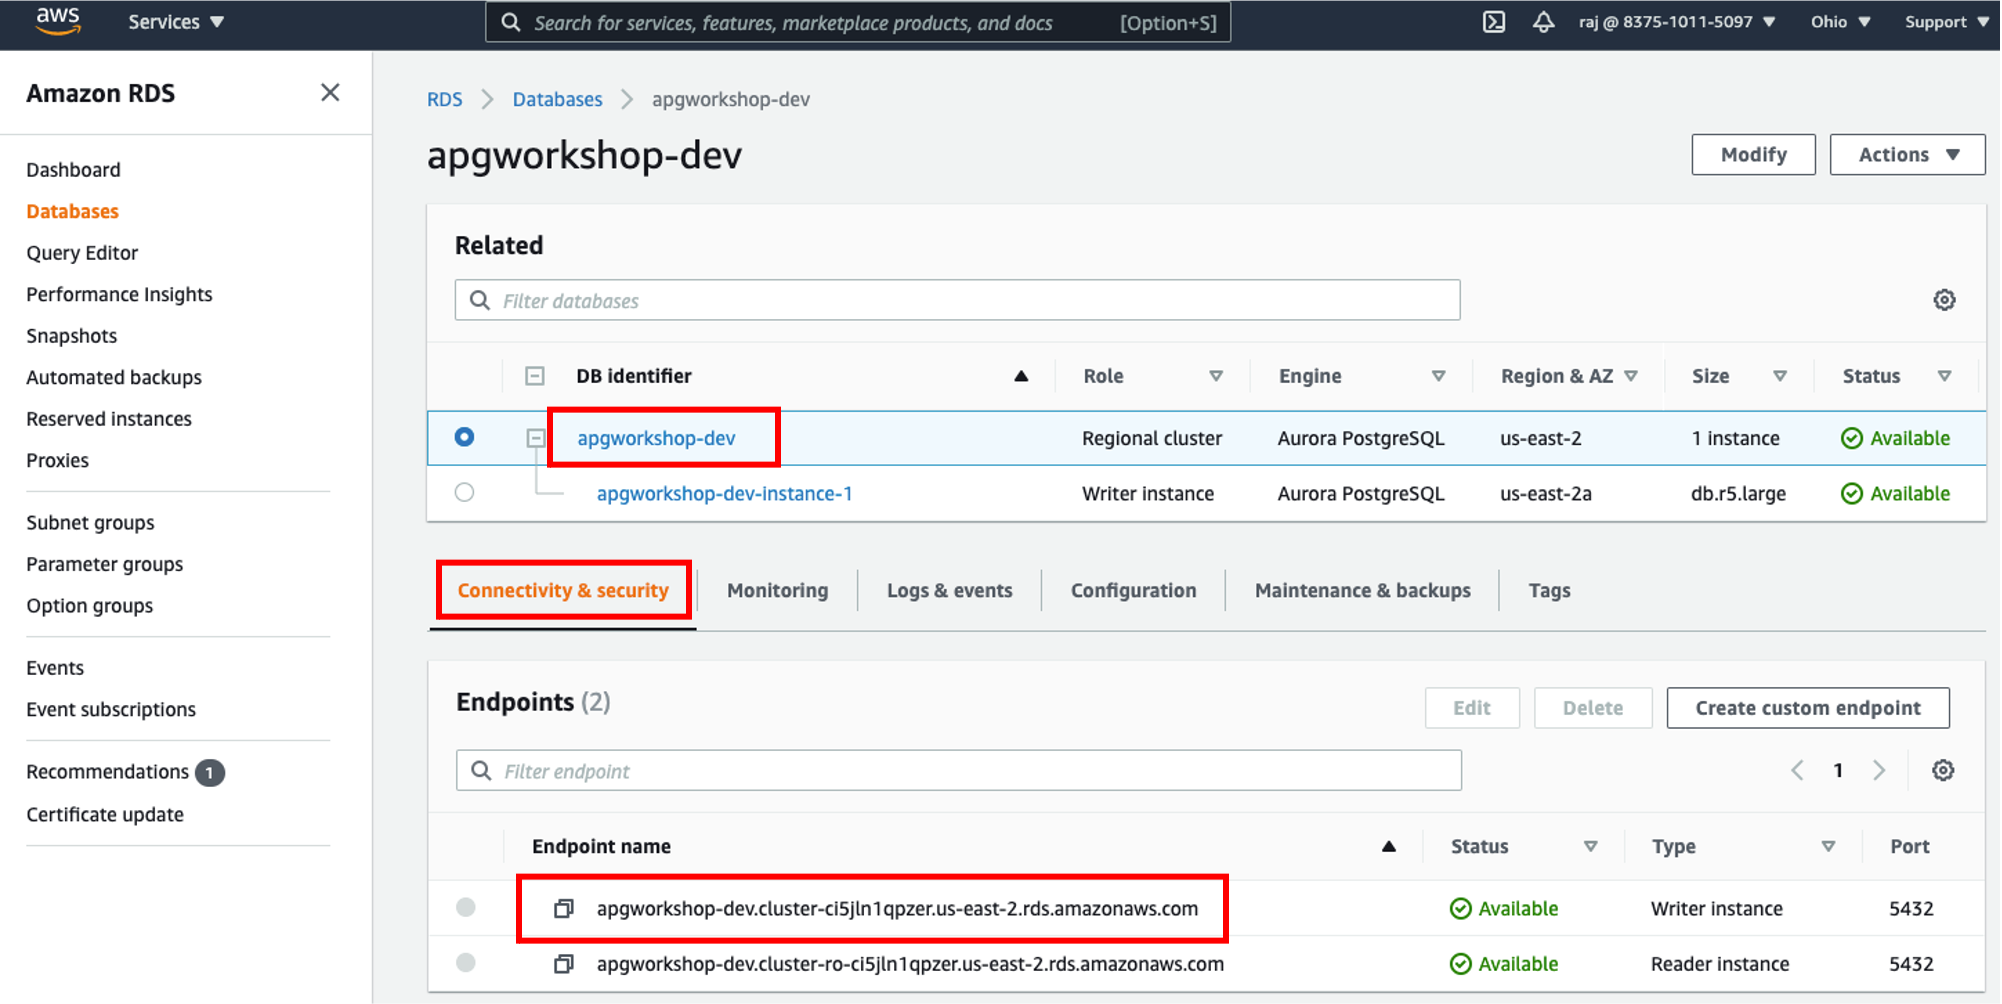 aws Services Search for services, features, marketplace products, and docs [Option+S] raj @ 8375-1011-5097 Ohio Support
Amazon RDS
Dashboard
Databases
Query Editor
Performance Insights
Snapshots
Automated backups
Reserved instances
Proxies
Subnet groups
Parameter groups
Option groups
Events
Event subscriptions
Recommendations 1
Certificate update
RDS Databases apgworkshop-dev
apgworkshop-dev
Modify Actions
Related
Filter databases
DB identifier Role Engine Region & AZ Size Status
apgworkshop-dev Regional cluster Aurora PostgreSQL us-east-2 1 instance Available
apgworkshop-dev-instance-1 Writer instance Aurora PostgreSQL us-east-2a db.r5.large Available
Connectivity & security Monitoring Logs & events Configuration Maintenance & backups Tags
Endpoints (2)
Edit Delete Create custom endpoint
Filter endpoint
1
Endpoint name Status Type Port
apgworkshop-dev.cluster-ci5jln1qpzer.us-east-2.rds.amazonaws.com Available Writer instance 5432
apgworkshop-dev.cluster-ro-ci5jln1qpzer.us-east-2.rds.amazonaws.com Available Reader instance 5432